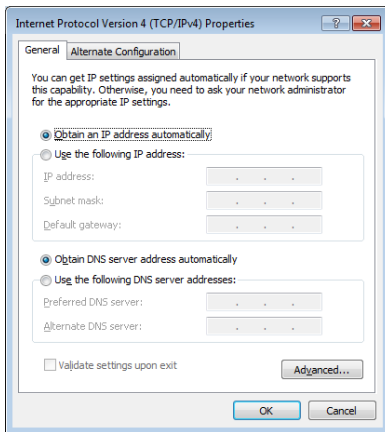 Internet Protocol Version 4 (TCP/IPv4) Properties
General Alternate Configuration
You can get IP settings assigned automatically if your network supports
this capability. Otherwise, you need to ask your network administrator
for the appropriate IP settings.
Obtain an IP address automatically
Use the following IP address:
IP address:
Subnet mask:
Default gateway:
Obtain DNS server address automatically
Use the following DNS server addresses:
Preferred DNS server:
Alternate DNS server:
Validate settings upon exit
Advanced...
OK Cancel